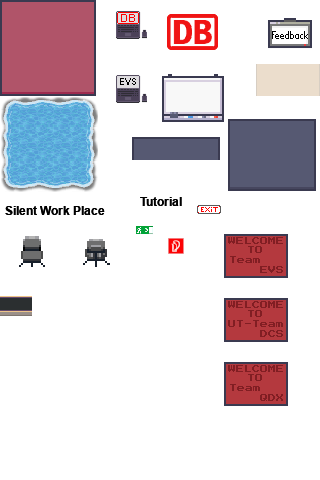 DB
DB
Feedback
EVS
Silent Work Place
Tutorial
EXIT
WELCOME
TO
Team
EVS
WELCOME
TO
UT-Team
DCS
WELCOME
TO
Team
QDX